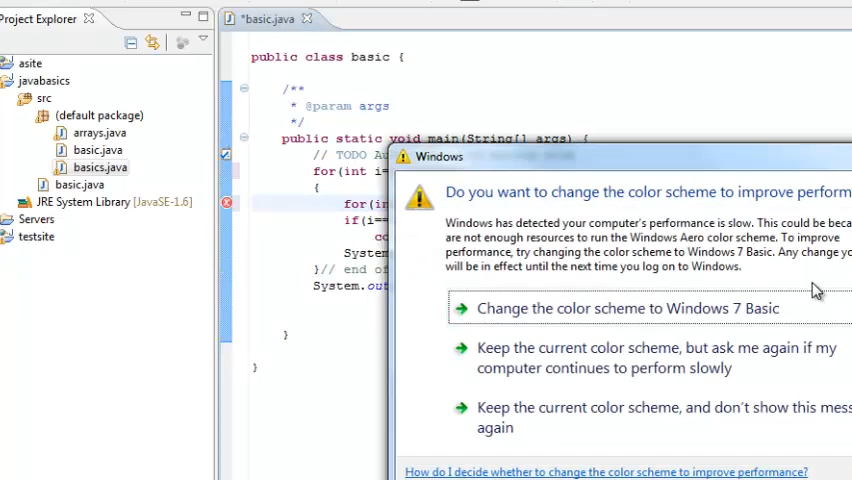 Project Explorer
*basic.java
asite
javabasics
src
(default package)
arrays.java
basic.java
basics.java
basic.java
JRE System Library [JavaSE-1.6]
Servers
testsite
public class basic {
/**
* @param args
*/
public static void main(String[] args) {
// TODO
for(int i=
{
for(
if(i==
System
}// end of
System.out
}
}
Windows
Do you want to change the color scheme to improve
Windows has detected your computer's performance is slow. This could be
are not enough resources to run the Windows Aero color scheme. To improve
performance, try changing the color scheme to Windows 7 Basic. Any change
will be in effect until the next time you log on to Windows.
Change the color scheme to Windows 7 Basic
Keep the current color scheme, but ask me again if my
computer continues to perform slowly
Keep the current color scheme, and don't show this
again
How do I decide whether to change the color scheme to improve performance?